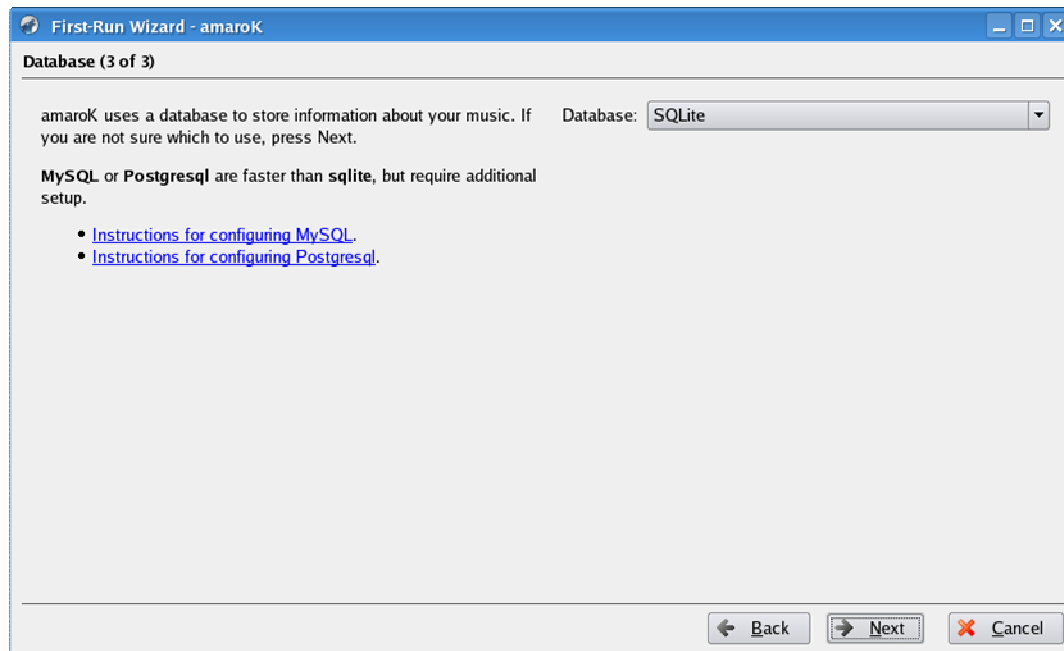 First-Run Wizard - amaroK
Database (3 of 3)
amaroK uses a database to store information about your music. If
you are not sure which to use, press Next.
MySQL or Postgresql are faster than sqlite, but require additional
setup.
• Instructions for configuring MySQL.
• Instructions for configuring Postgresql.
Database: SQLite
Back Next Cancel